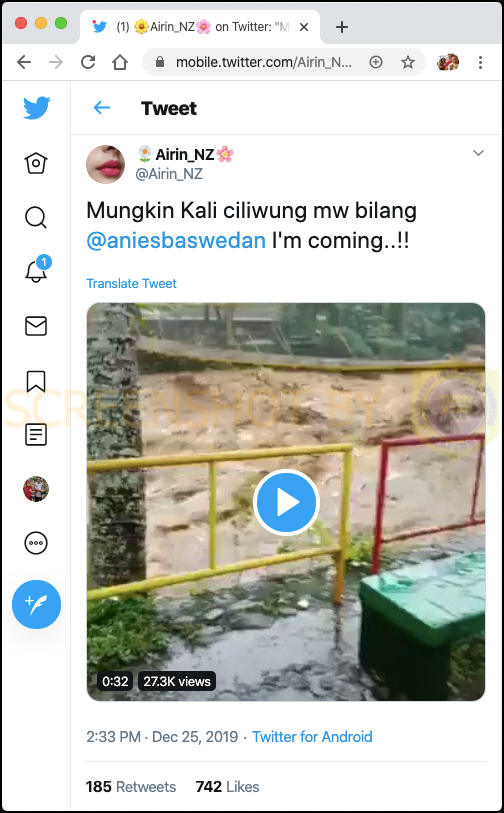 (1) 🌼Airin_NZ🌸 on Twitter: "M
mobile.twitter.com/Airin_N...
Tweet
🌼Airin_NZ🌸
@Airin_NZ
Mungkin Kali ciliwung mw bilang
@aniesbaswedan I'm coming..!!
Translate Tweet
1
SCREENSHOT BY
0:32
27.3K views
2:33 PM · Dec 25, 2019 · Twitter for Android
185 Retweets 742 Likes